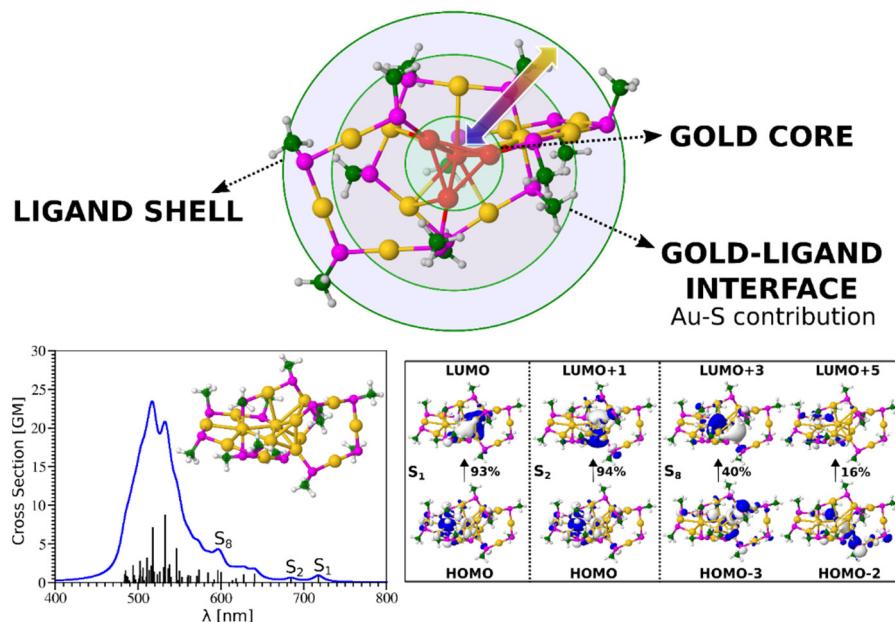 GOLD CORE
LIGAND SHELL
GOLD-LIGAND
INTERFACE
Au-S contribution
30
25
20
15
10
5
0
Cross Section [GM]
S8
S2
S1
400
500
600
700
800
λ [nm]
LUMO
LUMO+1
LUMO+3
LUMO+5
S1
93%
S2
94%
S8
40%
16%
HOMO
HOMO
HOMO-3
HOMO-2